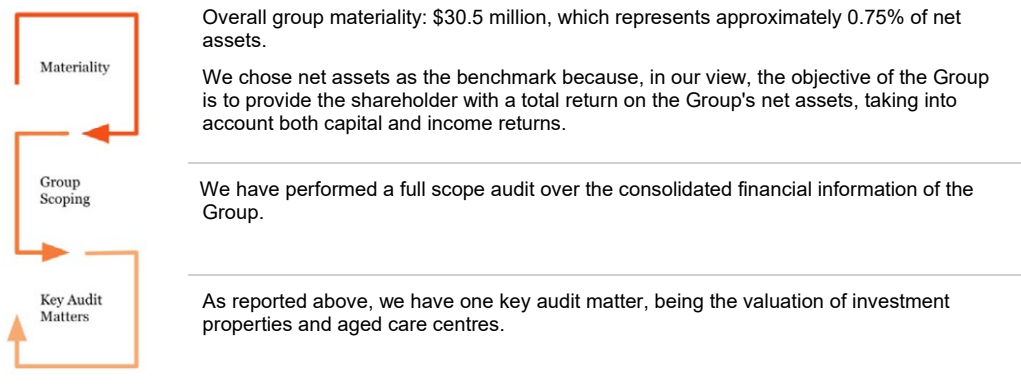 Materiality
Overall group materiality: $30.5 million, which represents approximately 0.75% of net
assets.
We chose net assets as the benchmark because, in our view, the objective of the Group
is to provide the shareholder with a total return on the Group's net assets, taking into
account both capital and income returns.
Group
Scoping
We have performed a full scope audit over the consolidated financial information of the
Group.
Key Audit
Matters
As reported above, we have one key audit matter, being the valuation of investment
properties and aged care centres.